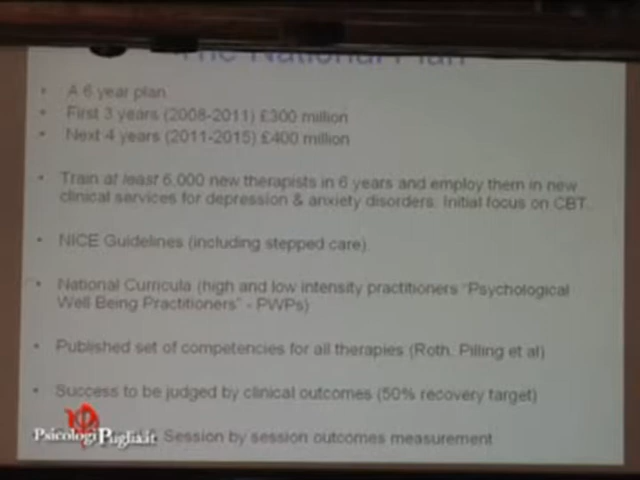 The National Plan
• A 6 year plan
• First 3 years (2008-2011) £300 million
• Next 4 years (2011-2015) £400 million
• Train at least 6,000 new therapists in 6 years and employ them in new
clinical services for depression & anxiety disorders. Initial focus on CBT.
• NICE Guidelines (including stepped care)
• National Curricula (high and low intensity practitioners “Psychological
Well Being Practitioners” - PWPs)
• Published set of competencies for all therapies (Roth, Pilling et al)
• Success to be judged by clinical outcomes (50% recovery target)
Session by session outcomes measurement
PsicologiPuglia.it